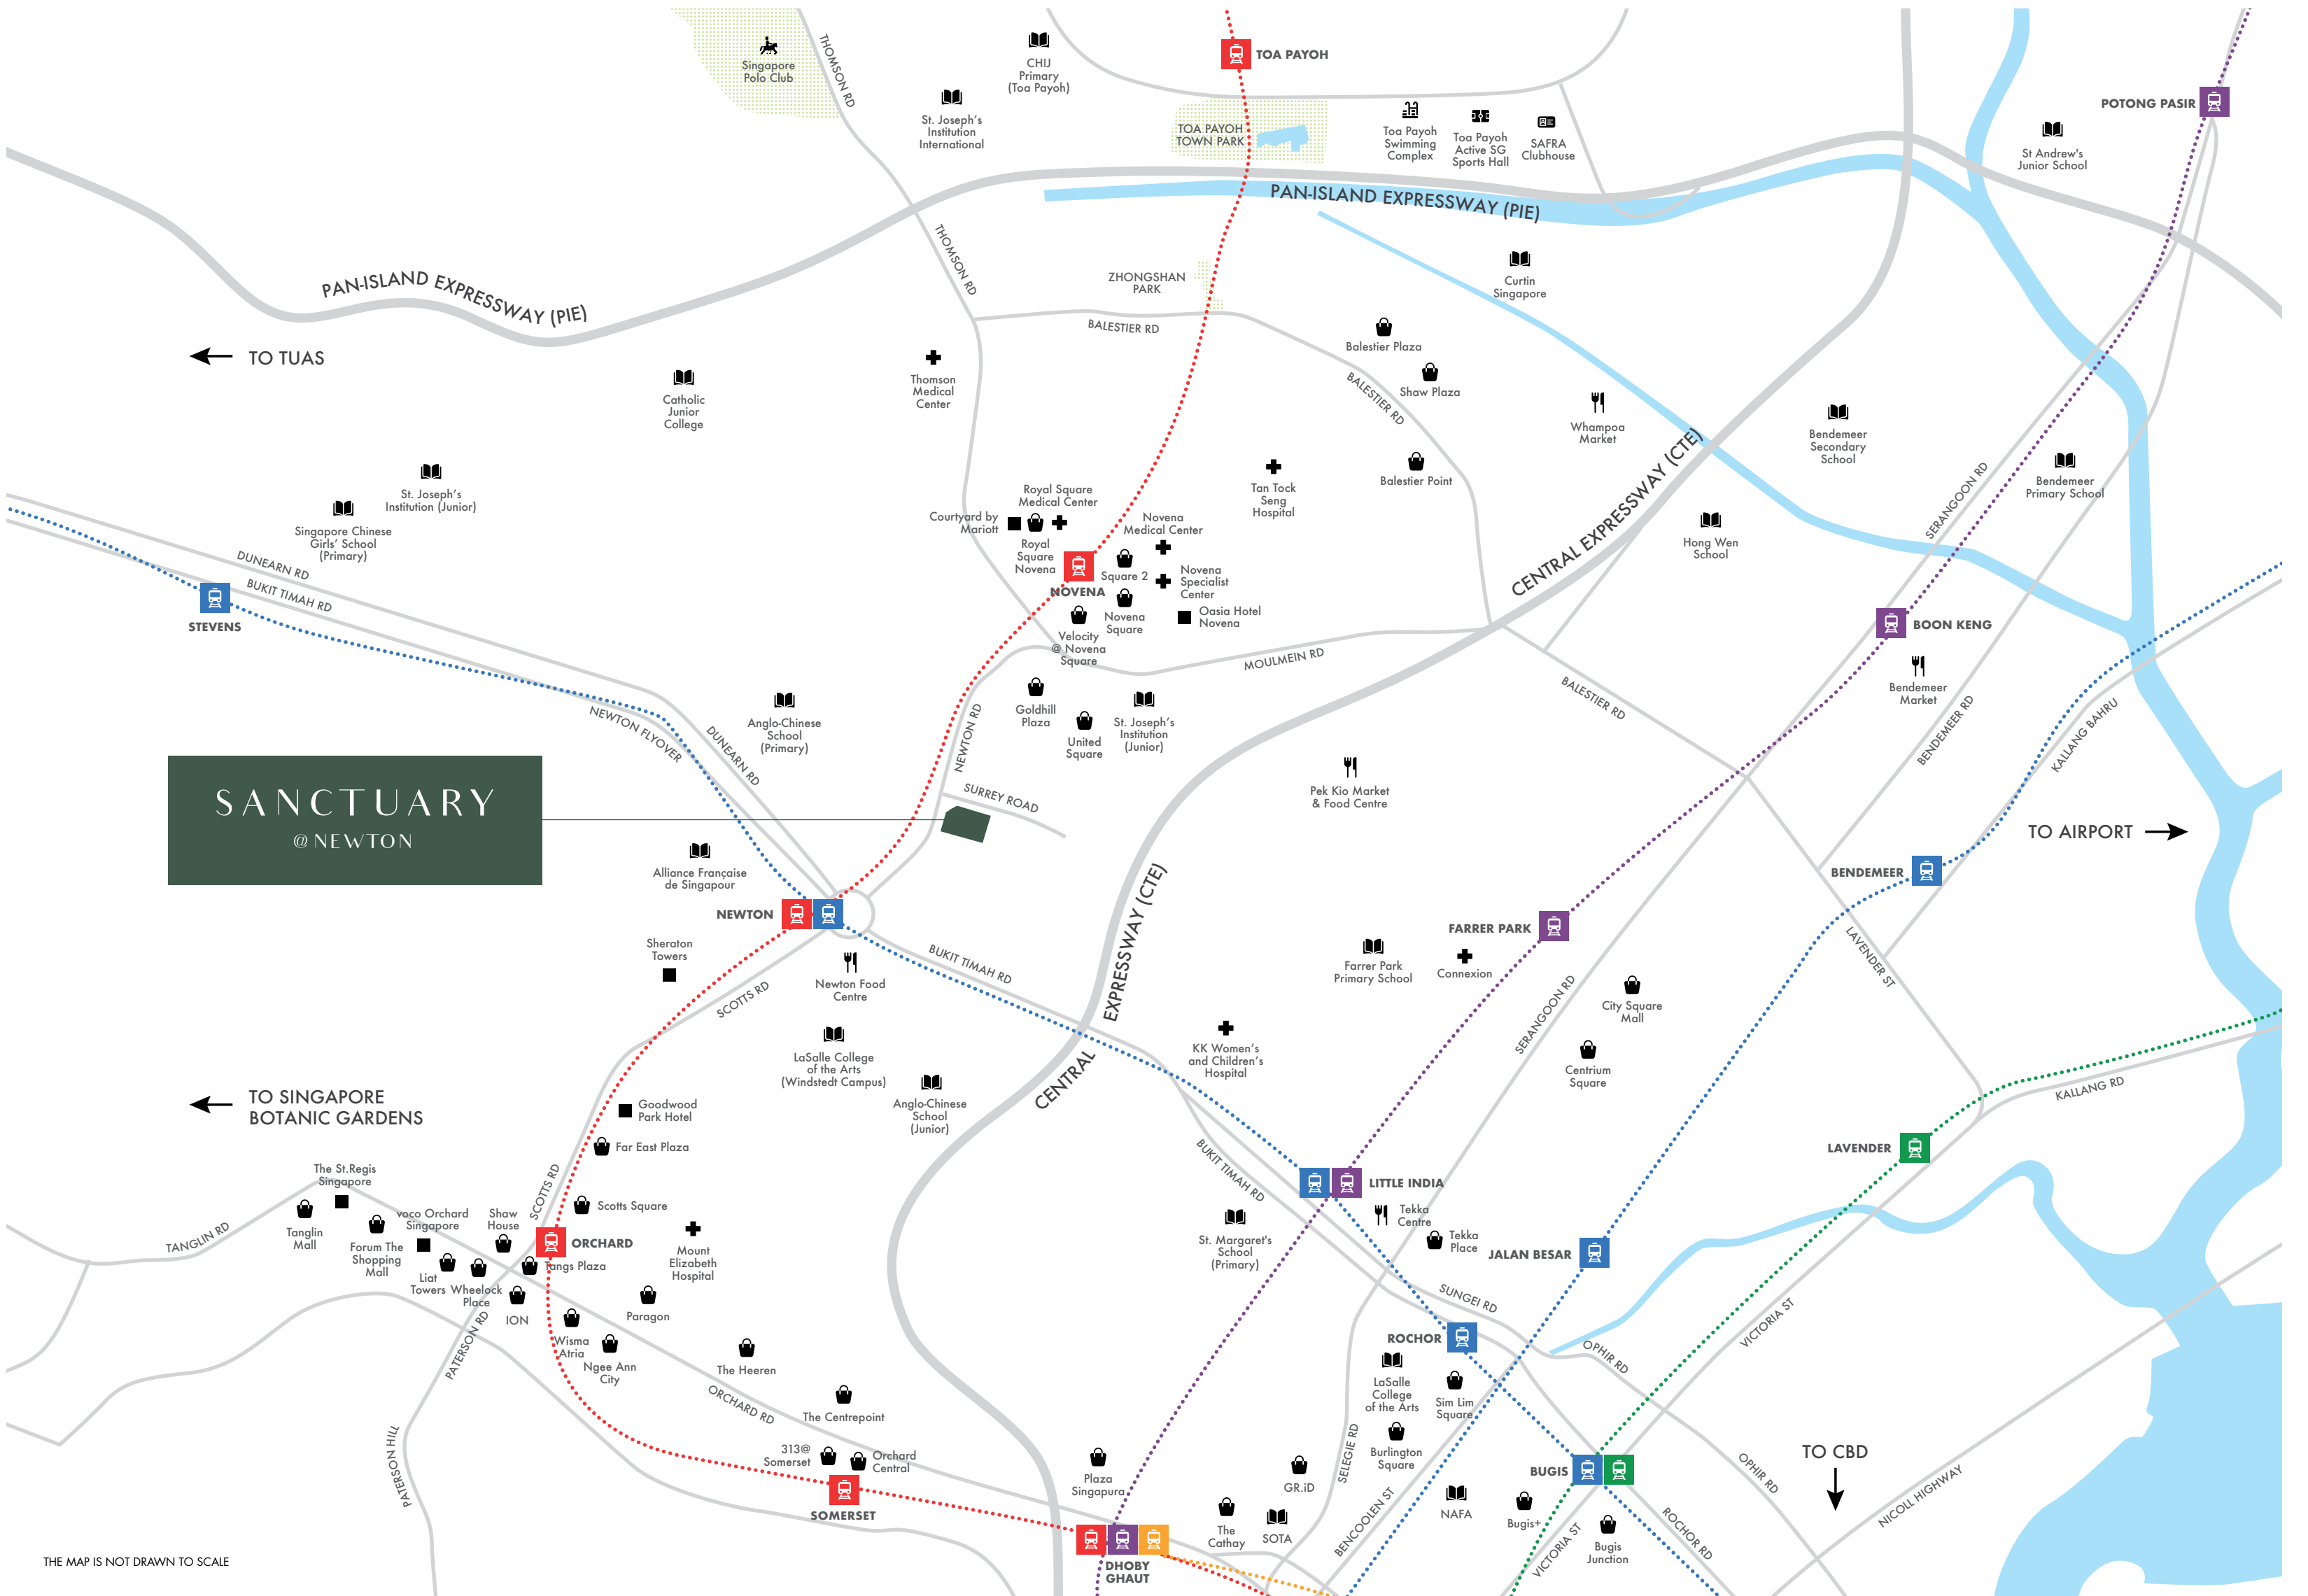 Singapore
Polo Club
THOMSON RD
CHIJ
Primary
(Toa Payoh)
St. Joseph's
Institution
International
TOA PAYOH
TOA PAYOH
TOWN PARK
Toa Payoh
Swimming
Complex
Toa Payoh
Active SG
Sports Hall
SAFRA
Clubhouse
POTONG PASIR
St Andrew's
Junior School
PAN-ISLAND EXPRESSWAY (PIE)
THOMSON RD
PAN-ISLAND EXPRESSWAY (PIE)
ZHONGSHAN
PARK
Curtin
Singapore
BALESTIER RD
TO TUAS
Balestier Plaza
Shaw Plaza
BALESTIER RD
Catholic
Junior
College
Thomson
Medical
Center
Whampoa
Market
Bendemeer
Secondary
School
CENTRAL EXPRESSWAY (CTE)
Balestier Point
Tan Tock
Seng
Hospital
Bendemeer
Primary School
SERANGOON RD
St. Joseph's
Institution (Junior)
Singapore Chinese
Girls' School
(Primary)
Royal Square
Medical Center
Courtyard by
Mariott
Royal
Square
Novena
Novena
Medical Center
Square 2
Novena
Specialist
Center
NOVENA
Novena
Square
Oasia Hotel
Novena
Velocity
@ Novena
Square
Hong Wen
School
DUNEARN RD
BUKIT TIMAH RD
STEVENS
BOON KENG
Bendemeer
Market
MOULMEIN RD
BALESTIER RD
BENDEMEER RD
KALLANG BAHRU
NEWTON FLYOVER
DUNEARN RD
Anglo-Chinese
School
(Primary)
NEWTON RD
Goldhill
Plaza
United
Square
St. Joseph's
Institution
(Junior)
SURREY ROAD
SANCTUARY
@ NEWTON
Pek Kio Market
& Food Centre
TO AIRPORT
Alliance Française
de Singapour
BENDEMEER
NEWTON
FARRER PARK
Sheraton
Towers
Newton Food
Centre
BUKIT TIMAH RD
EXPRESSWAY (CTE)
CENTRAL
Farrer Park
Primary School
Connexion
City Square
Mall
LAVENDER ST
SCOTTS RD
SERANGOON RD
LaSalle College
of the Arts
(Windstedt Campus)
Anglo-Chinese
School
(Junior)
KK Women's
and Children's
Hospital
Centrium
Square
KALLANG RD
TO SINGAPORE
BOTANIC GARDENS
Goodwood
Park Hotel
Far East Plaza
LAVENDER
BUKIT TIMAH RD
LITTLE INDIA
The St.Regis
Singapore
SCOTTS RD
Scotts Square
Tanglin
Mall
TANGLIN RD
Forum The
Shopping
Mall
voco Orchard
Singapore
Shaw
House
ORCHARD
Tangs Plaza
Liat
Towers
Wheelock
Place
ION
Mount
Elizabeth
Hospital
St. Margaret's
School
(Primary)
Tekka
Centre
Tekka
Place
JALAN BESAR
SUNGEI RD
PATERSON RD
Paragon
Wisma
Atria
Ngee Ann
City
The Heeren
ROCHOR
OPHIR RD
VICTORIA ST
LaSalle
College
of the Arts
Sim Lim
Square
ORCHARD RD
The Centrepoint
313@
Somerset
Orchard
Central
PATERSON HILL
SOMERSET
Plaza
Singapura
GR.iD
SELEGIE RD
Burlington
Square
BUGIS
OPHIR RD
TO CBD
NICOLL HIGHWAY
The
Cathay
SOTA
BENCOOLEN ST
NAFA
Bugis+
VICTORIA ST
Bugis
Junction
ROCHOR RD
DHOBY
GHAUT
THE MAP IS NOT DRAWN TO SCALE